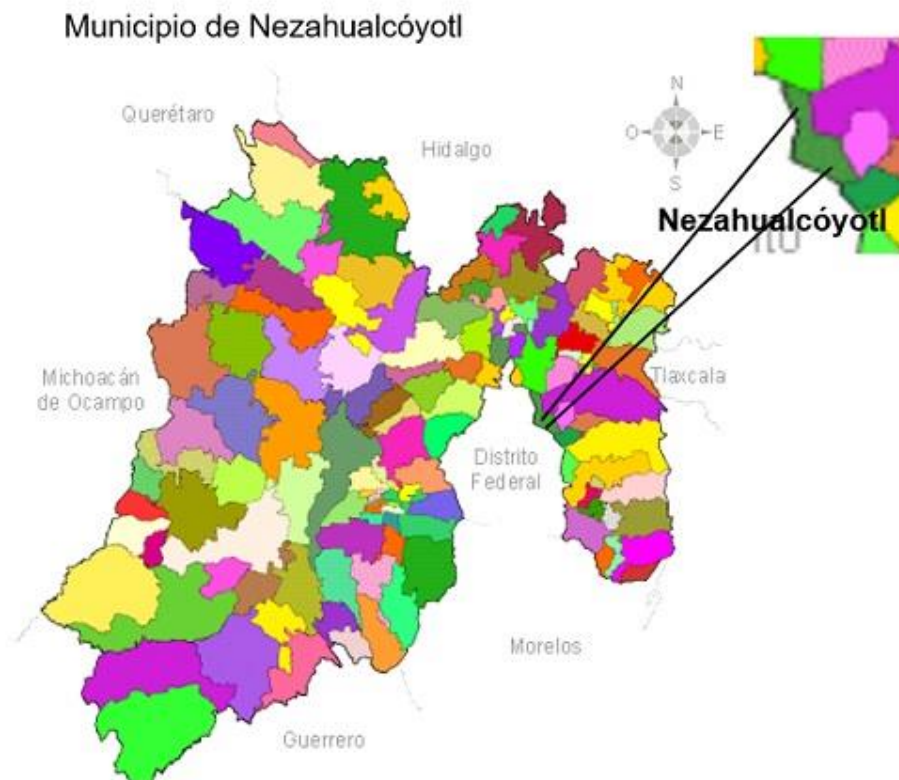 Municipio de Nezahualcóyotl
Querétaro
Hidalgo
N
O
E
S
Nezahualcóyotl
Michoacán
de Ocampo
Tlaxcala
Distrito
Federal
Morelos
Guerrero